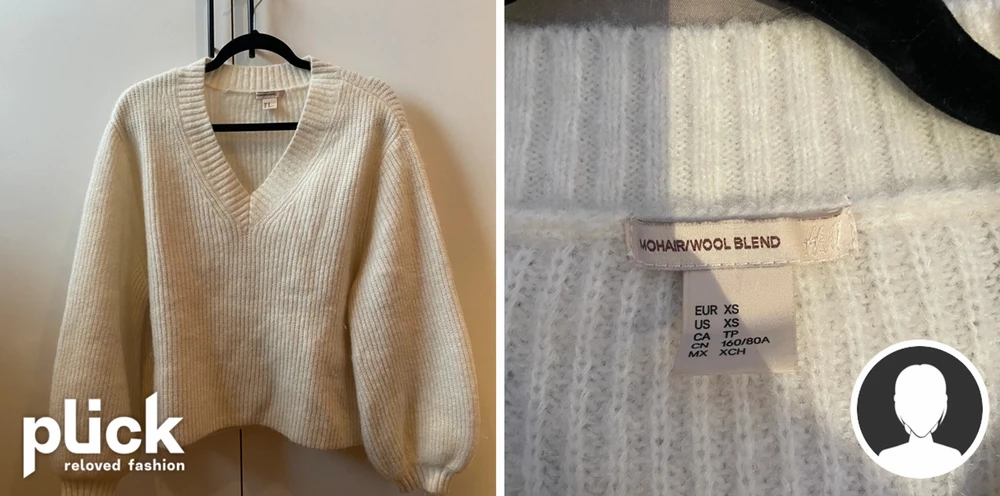 plick
reloved fashion
MOHAIR/WOOL BLEND
EUR XS
US XS
CA TP
CN 160/80A
MX XCH